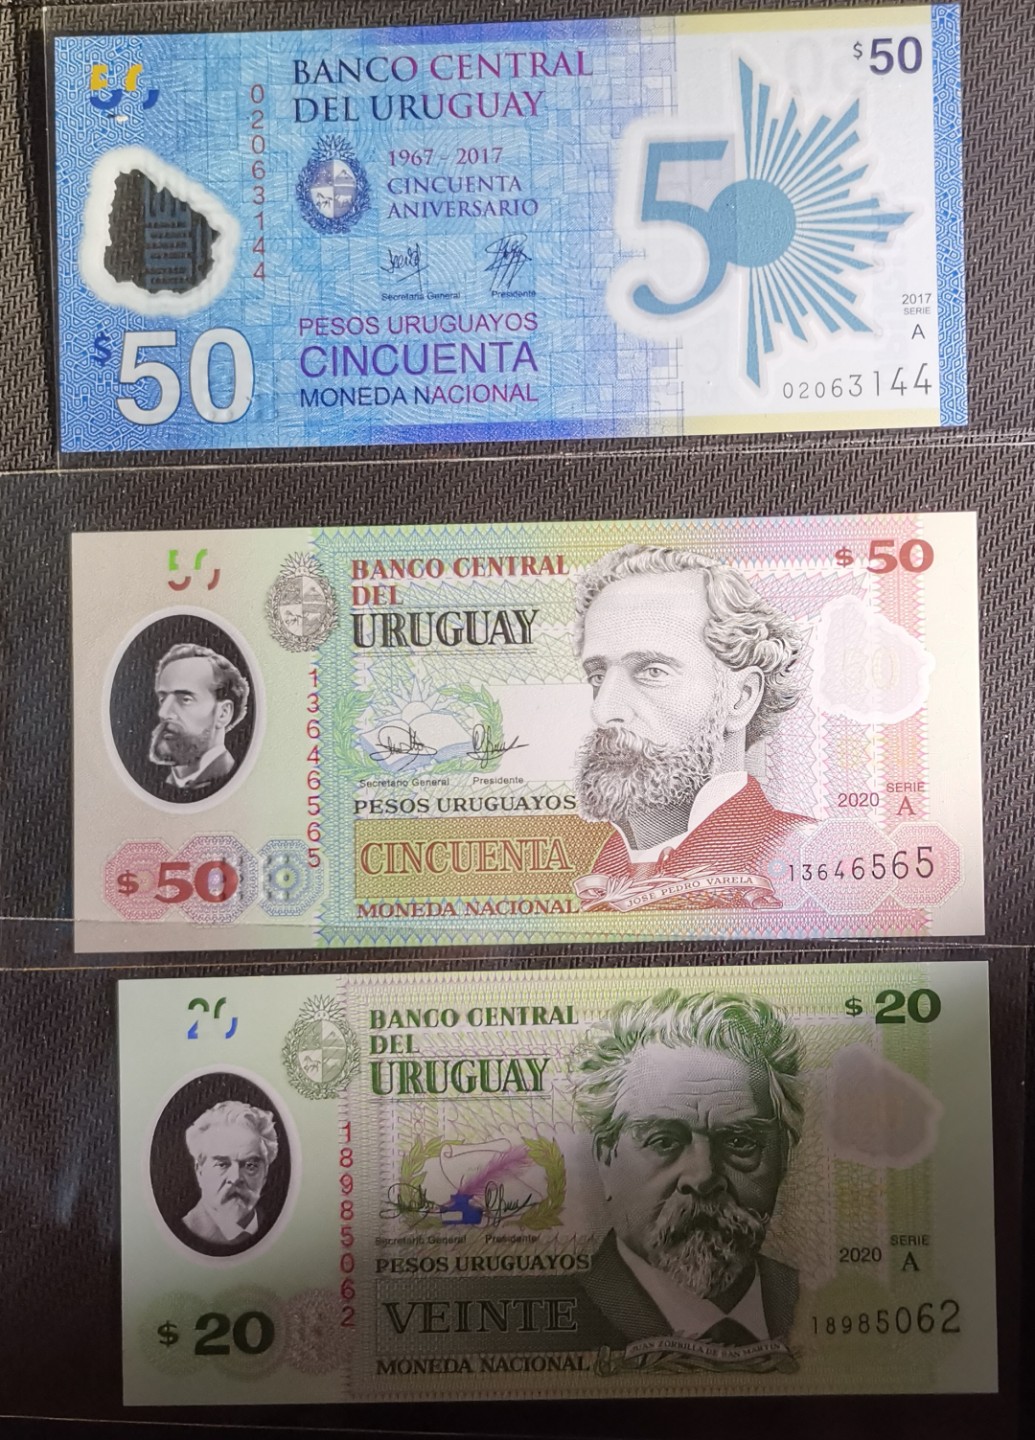 BANCO CENTRAL
DEL URUGUAY
$50
02063144
1967 - 2017
CINCUENTA
ANIVERSARIO
50
Secretaria General
Presidente
$50
PESOS URUGUAYOS
CINCUENTA
MONEDA NACIONAL
2017
SERIE
A
02063144
BANCO CENTRAL
DEL
URUGUAY
$ 50
13646565
Secretario General
Presidente
PESOS URUGUAYOS
CINCUENTA
MONEDA NACIONAL
$ 50
JOSÉ PEDRO VARELA
2020
SERIE
A
13646565
BANCO CENTRAL
DEL
URUGUAY
$ 20
18985062
Secretario General
Presidente
PESOS URUGUAYOS
VEINTE
MONEDA NACIONAL
$ 20
JUAN ZORRILLA DE SAN MARTÍN
2020
SERIE
A
18985062